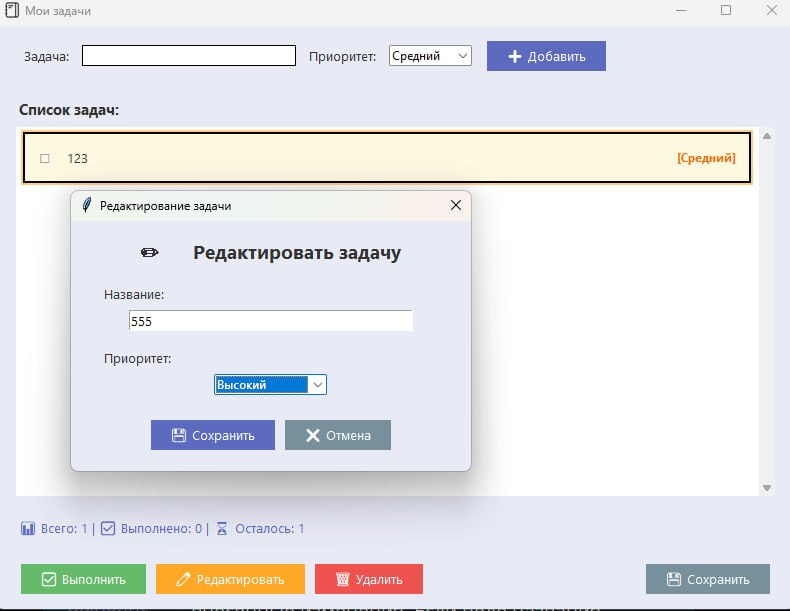 Мои задачи
Задача: Приоритет: Средний Добавить
Список задач:
123 [Средний]
Редактирование задачи
Редактировать задачу
Название:
555
Приоритет:
Высокий
Сохранить Отмена
Всего: 1 | Выполнено: 0 | Осталось: 1
Выполнить Редактировать Удалить Сохранить